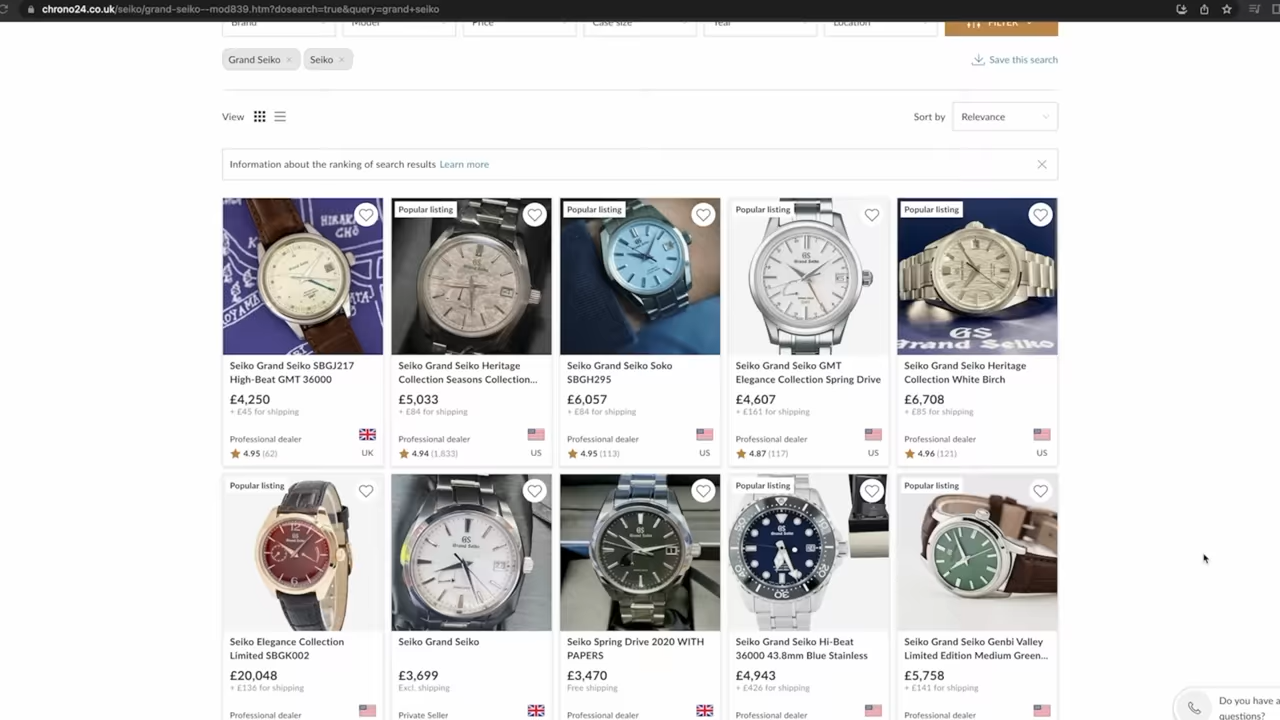 chrono24.co.uk/seiko/grand-seiko--mod839.htm?dosearch=true&query=grand+seiko
Brand Model Price Case size Year Location FILTER
Grand Seiko × Seiko × Save this search
View Sort by Relevance
Information about the ranking of search results Learn more
Popular listing Popular listing Popular listing Popular listing
HIKARA
CHŌ
GS
Grand Seiko
Seiko Grand Seiko SBGJ217
High-Beat GMT 36000
£4,250
+ £45 for shipping
Professional dealer
4.95 (62) UK
Seiko Grand Seiko Heritage
Collection Seasons Collection...
£5,033
+ £84 for shipping
Professional dealer
4.94 (1,833) US
Seiko Grand Seiko Soko
SBGH295
£6,057
+ £84 for shipping
Professional dealer
4.95 (113) US
Seiko Grand Seiko GMT
Elegance Collection Spring Drive
£4,607
+ £161 for shipping
Professional dealer
4.87 (117) US
Seiko Grand Seiko Heritage
Collection White Birch
£6,708
+ £85 for shipping
Professional dealer
4.96 (121) US
Popular listing Popular listing Popular listing
Seiko Elegance Collection
Limited SBGK002
£20,048
+ £136 for shipping
Professional dealer
Seiko Grand Seiko
£3,699
Excl. shipping
Private Seller
Seiko Spring Drive 2020 WITH
PAPERS
£3,470
Free shipping
Professional dealer
Seiko Grand Seiko Hi-Beat
36000 43.8mm Blue Stainless
£4,943
+ £426 for shipping
Professional dealer
Seiko Grand Seiko Genbi Valley
Limited Edition Medium Green...
£5,758
+ £141 for shipping
Professional dealer
Do you have a
questions?